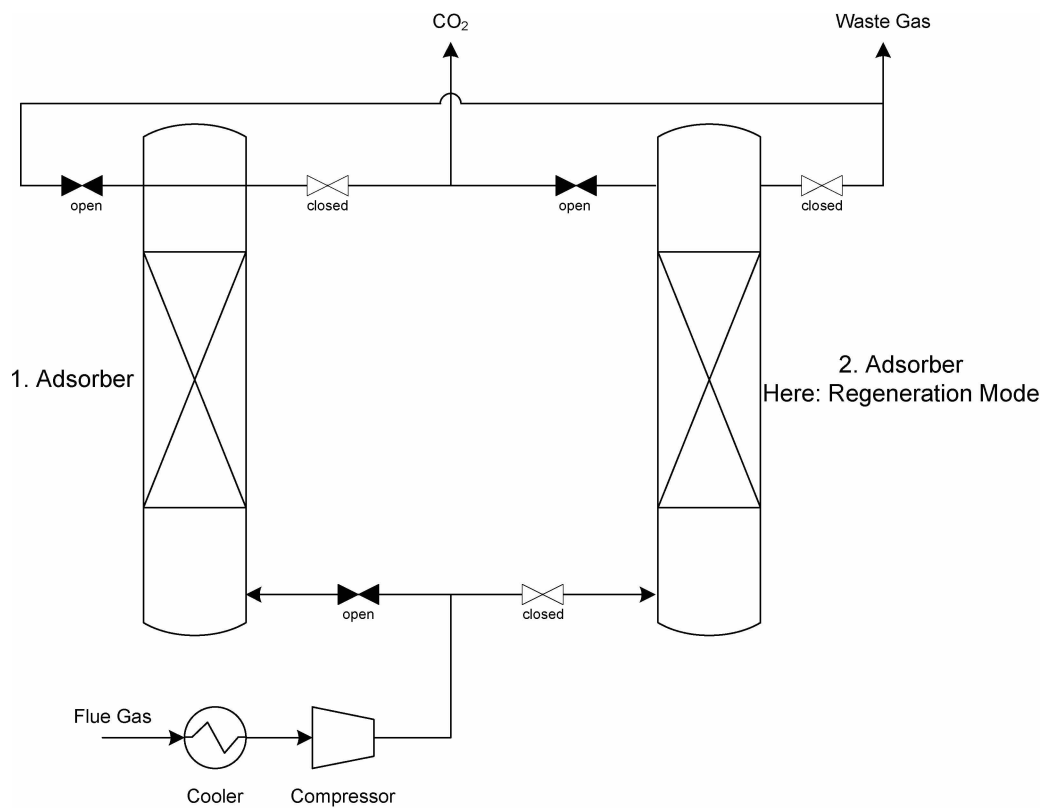 CO₂
Waste Gas
open
closed
open
closed
1. Adsorber
2. Adsorber
Here: Regeneration Mode
open
closed
Flue Gas
Cooler
Compressor